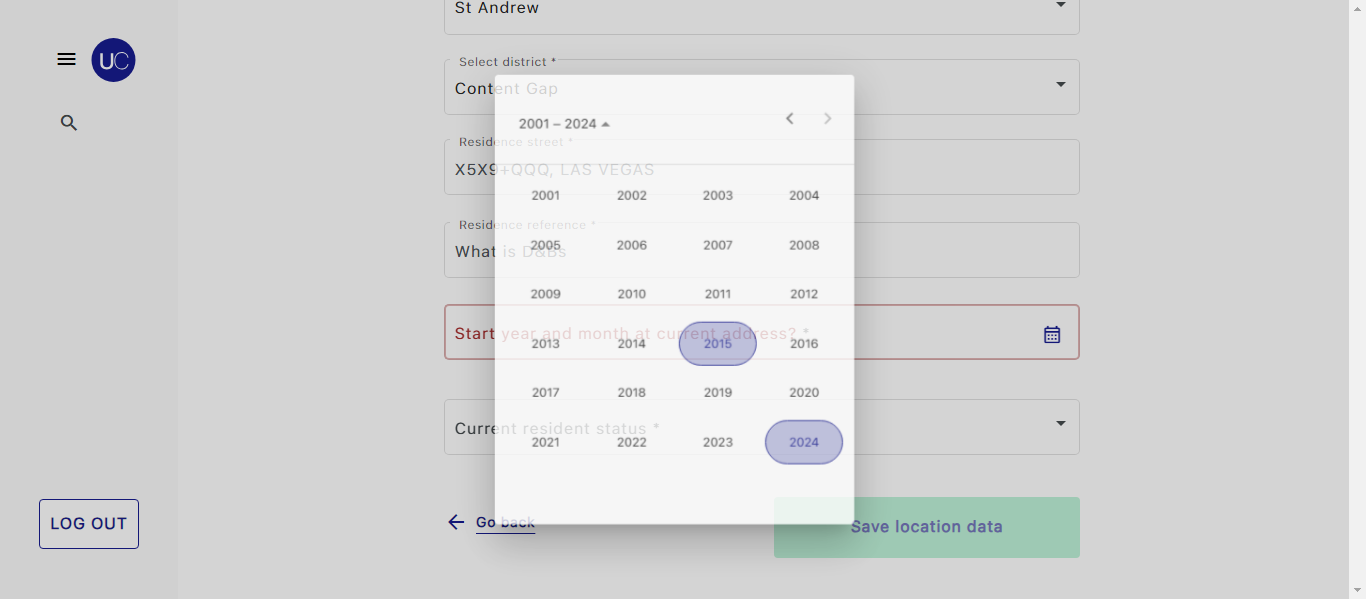 St Andrew
UC
Select district *
Content Gap
2001 – 2024
Residence street *
X5X9+QQQ, LAS VEGAS
2001 2002 2003 2004
Residence reference *
2005 2006 2007 2008
What is D&Bs
2009 2010 2011 2012
Start year and month at current address? *
2013 2014 2015 2016
2017 2018 2019 2020
Current resident status *
2021 2022 2023 2024
LOG OUT
Go back
Save location data